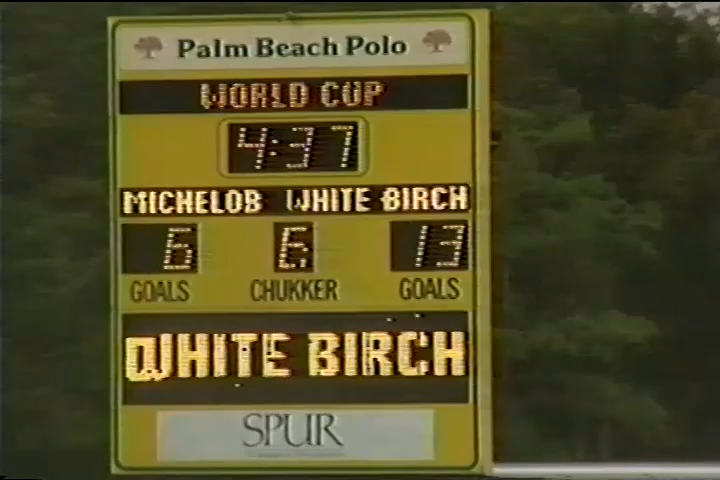 Palm Beach Polo
WORLD CUP
4:37
MICHELOB WHITE BIRCH
6 6 13
GOALS CHUKKER GOALS
WHITE BIRCH
SPUR